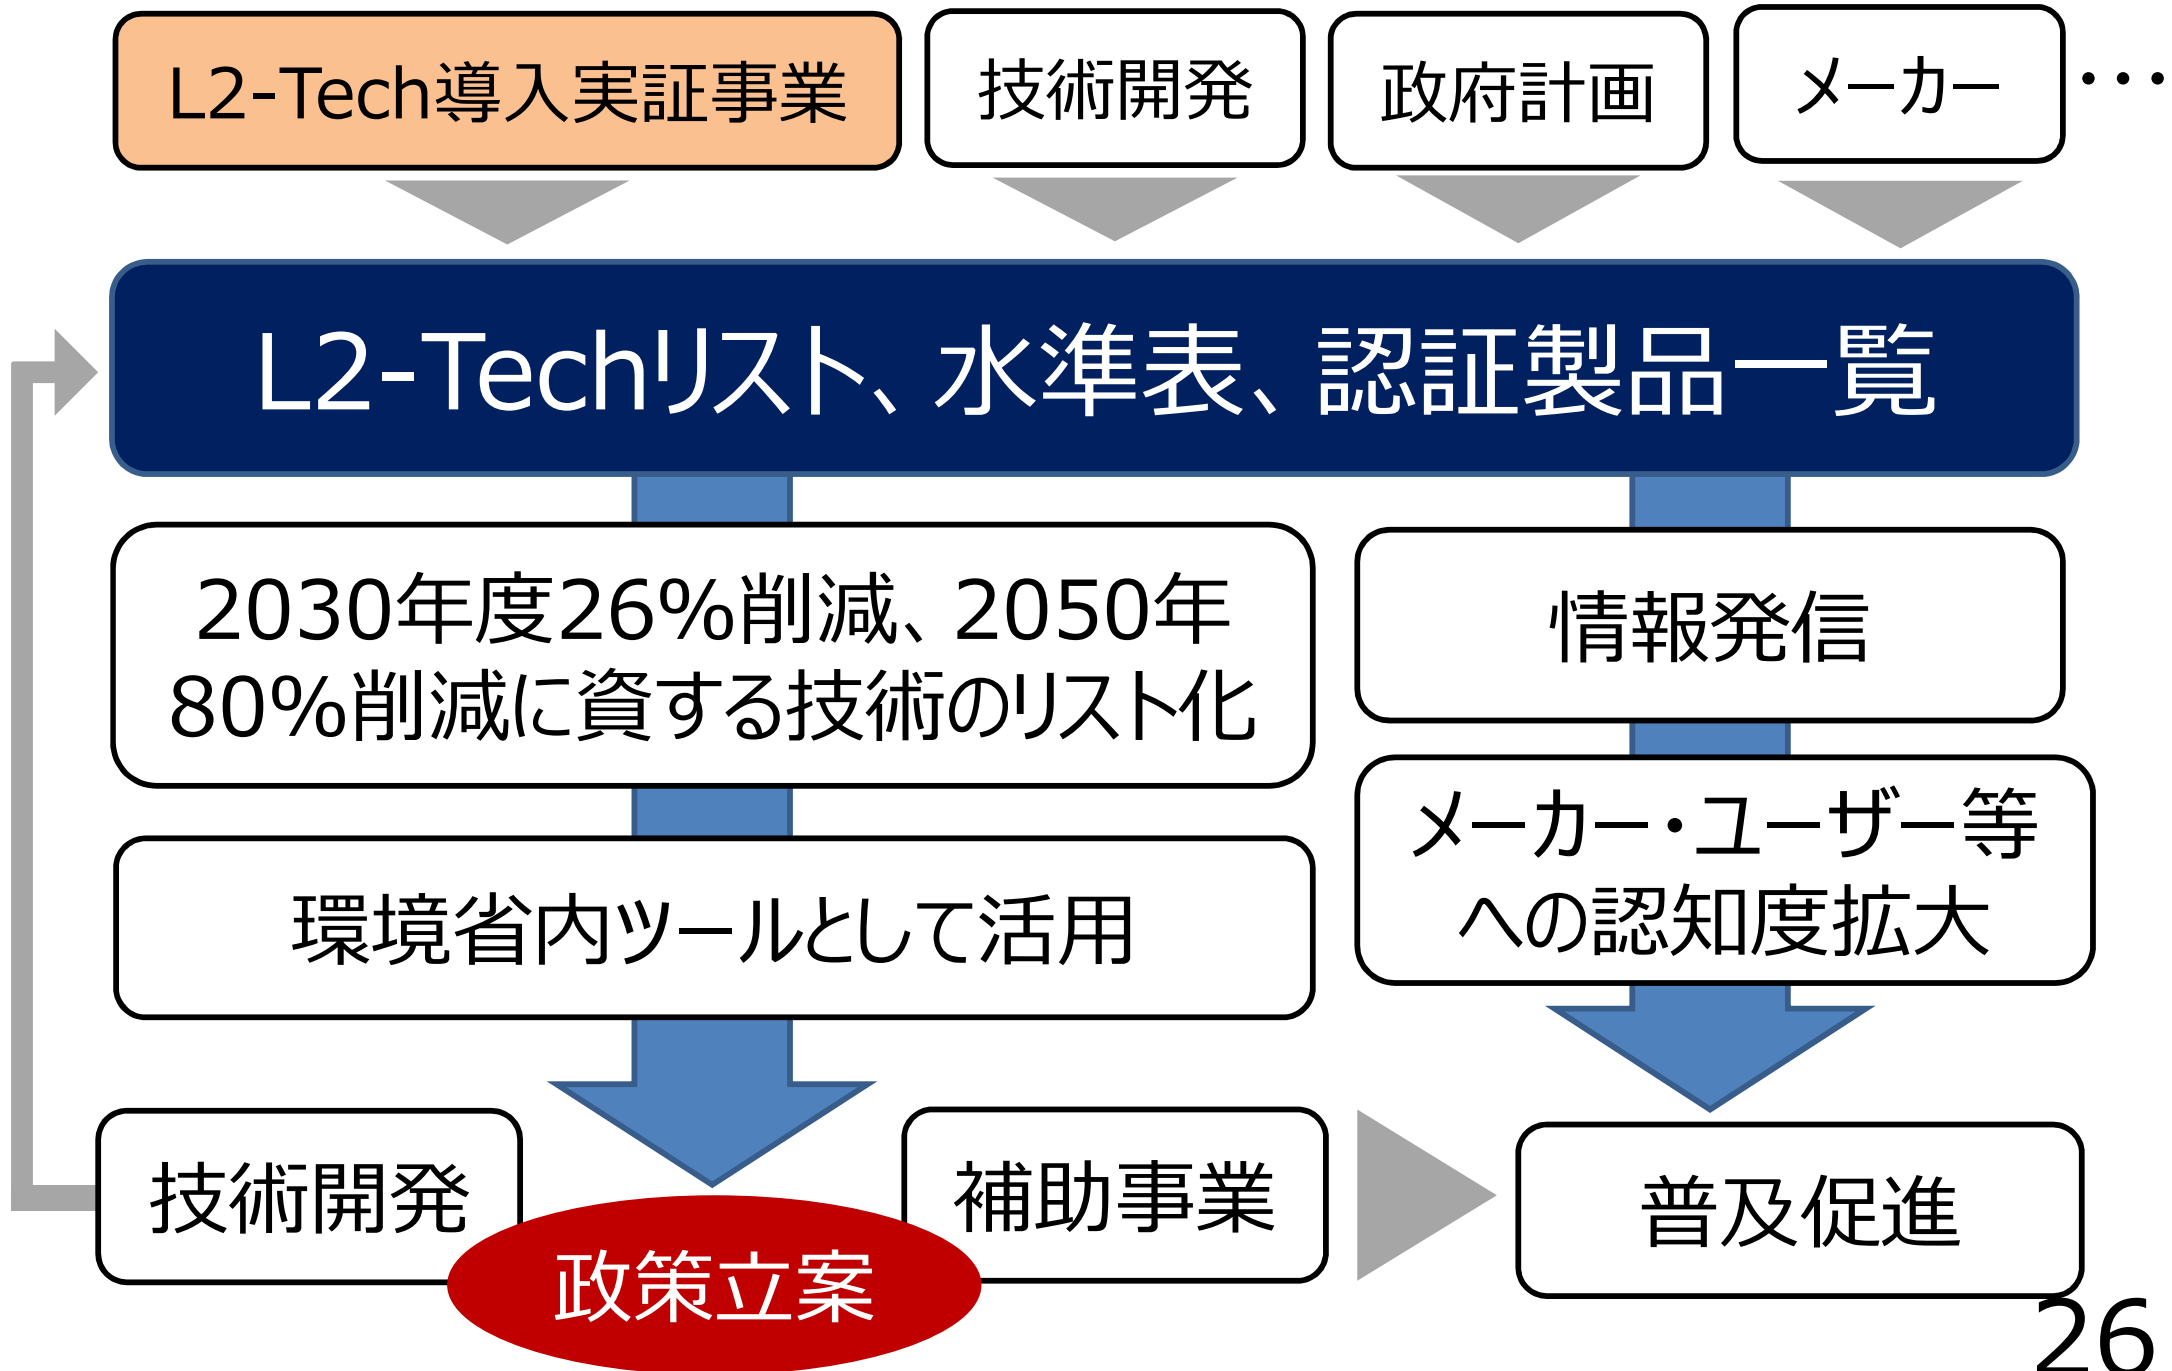 L2-Tech導入実証事業
技術開発
政府計画
メーカー
・・・
L2-Techリスト、水準表、認証製品一覧
2030年度26%削減、2050年
80%削減に資する技術のリスト化
情報発信
メーカー・ユーザー等
への認知度拡大
環境省内ツールとして活用
技術開発
補助事業
政策立案
普及促進
26